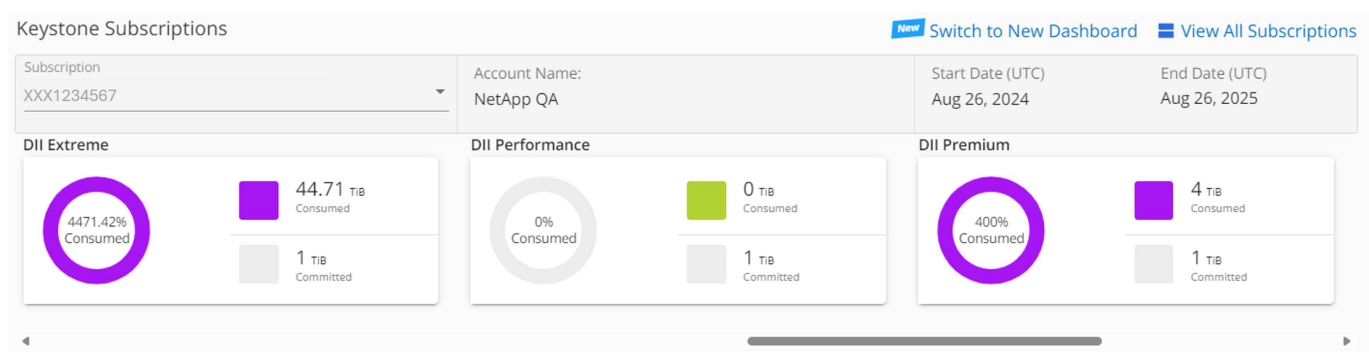 Keystone Subscriptions
New Switch to New Dashboard View All Subscriptions
Subscription
XXX1234567
Account Name:
NetApp QA
Start Date (UTC)
Aug 26, 2024
End Date (UTC)
Aug 26, 2025
DII Extreme
4471.42%
Consumed
44.71 TiB
Consumed
1 TiB
Committed
DII Performance
0%
Consumed
0 TiB
Consumed
1 TiB
Committed
DII Premium
400%
Consumed
4 TiB
Consumed
1 TiB
Committed